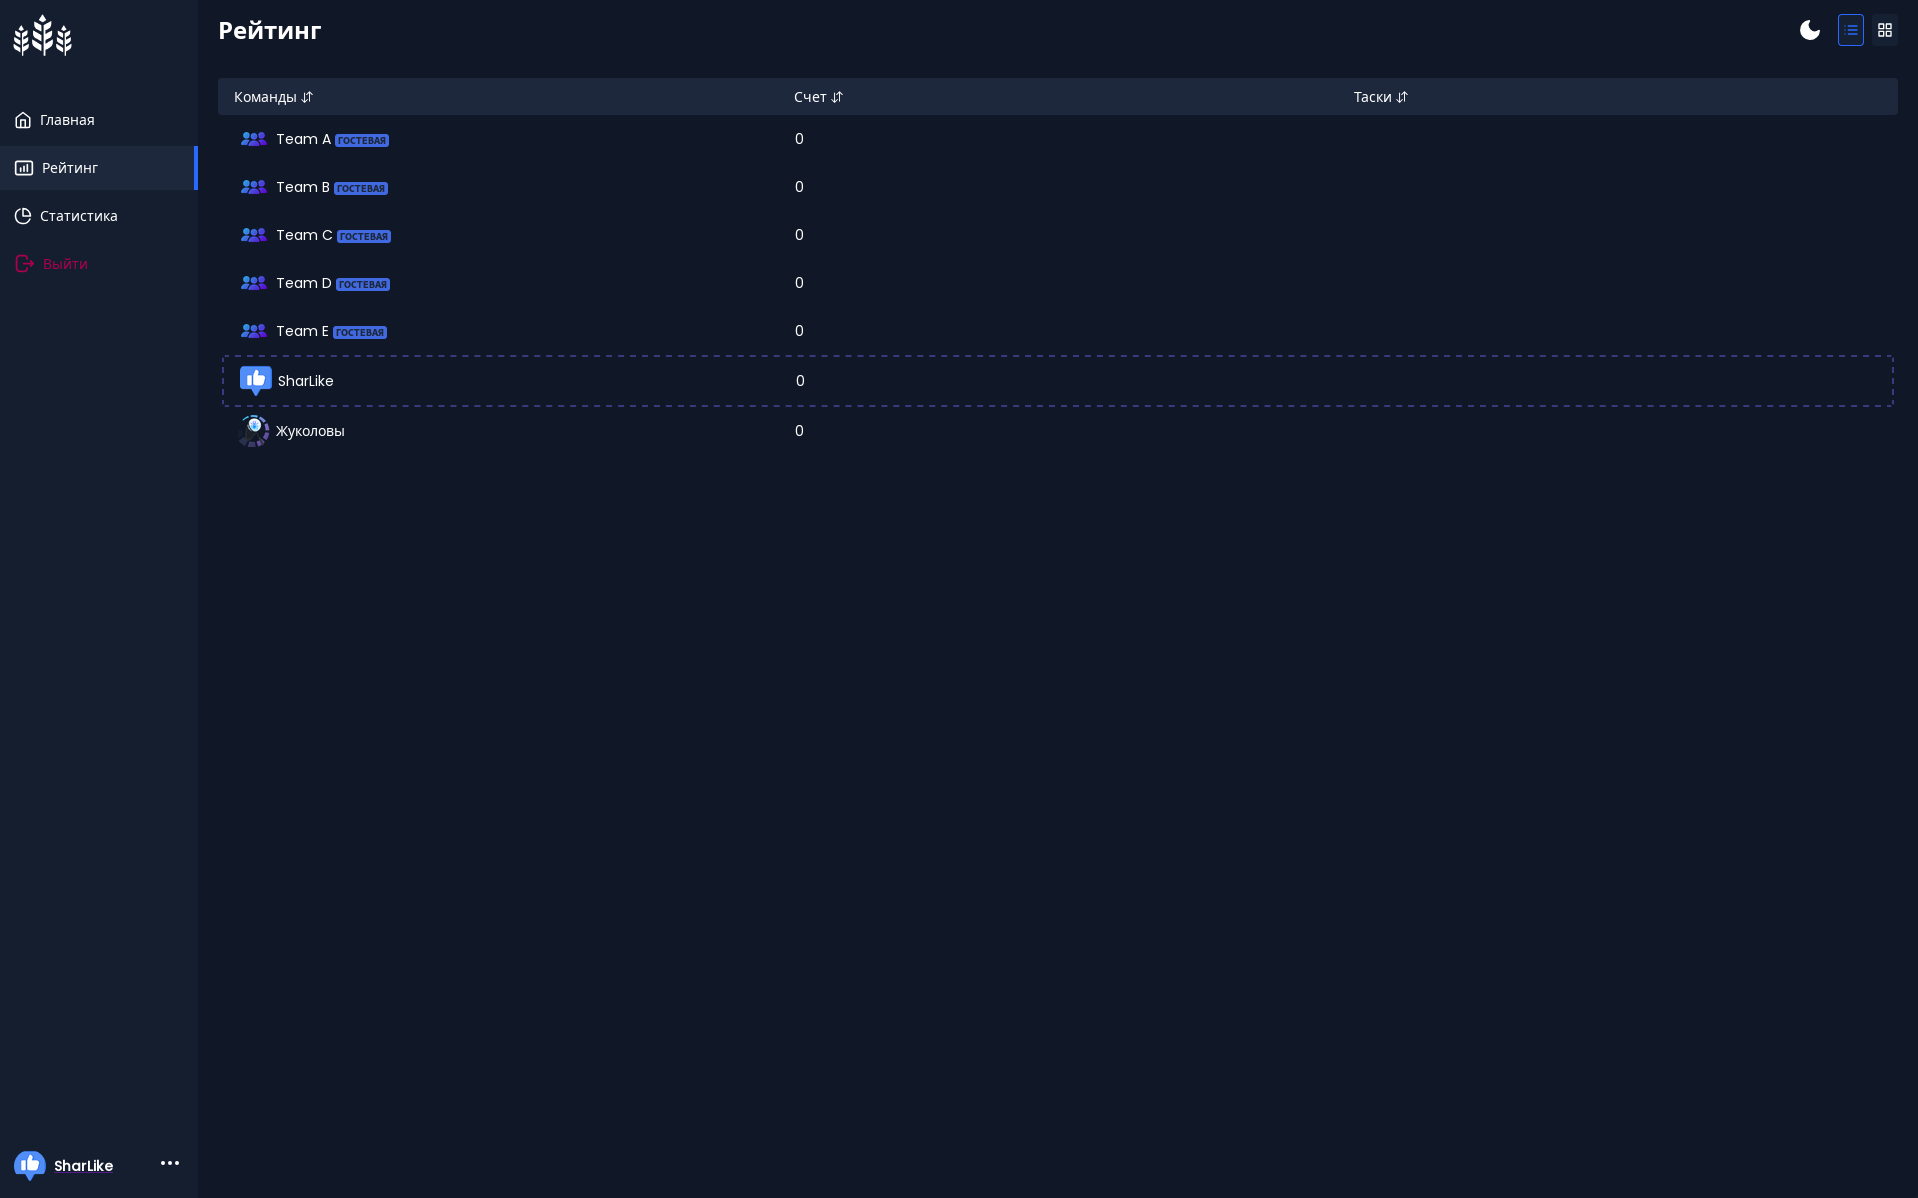 Рейтинг
Команды Счет Таски
Главная
Рейтинг
Статистика
Выйти
Team A ГОСТЕВАЯ 0
Team B ГОСТЕВАЯ 0
Team C ГОСТЕВАЯ 0
Team D ГОСТЕВАЯ 0
Team E ГОСТЕВАЯ 0
SharLike 0
Жуколовы 0
SharLike